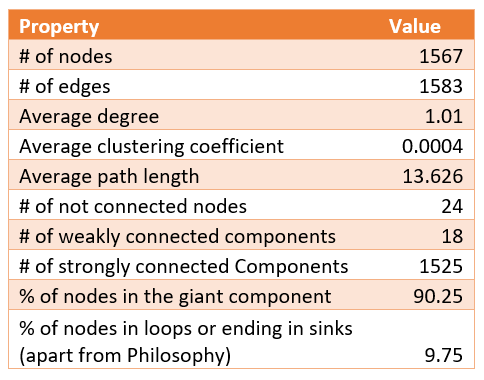 Property Value
# of nodes 1567
# of edges 1583
Average degree 1.01
Average clustering coefficient 0.0004
Average path length 13.626
# of not connected nodes 24
# of weakly connected components 18
# of strongly connected Components 1525
% of nodes in the giant component 90.25
% of nodes in loops or ending in sinks
(apart from Philosophy) 9.75